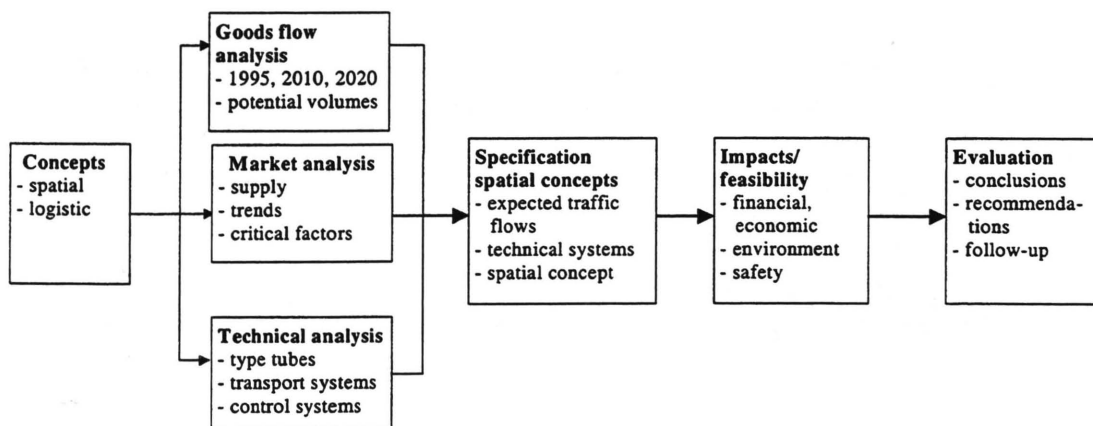 Concepts
- spatial
- logistic
Goods flow
analysis
- 1995, 2010, 2020
- potential volumes
Market analysis
- supply
- trends
- critical factors
Technical analysis
- type tubes
- transport systems
- control systems
Specification
spatial concepts
- expected traffic
flows
- technical systems
- spatial concept
Impacts/
feasibility
- financial,
economic
- environment
- safety
Evaluation
- conclusions
- recommenda-
tions
- follow-up